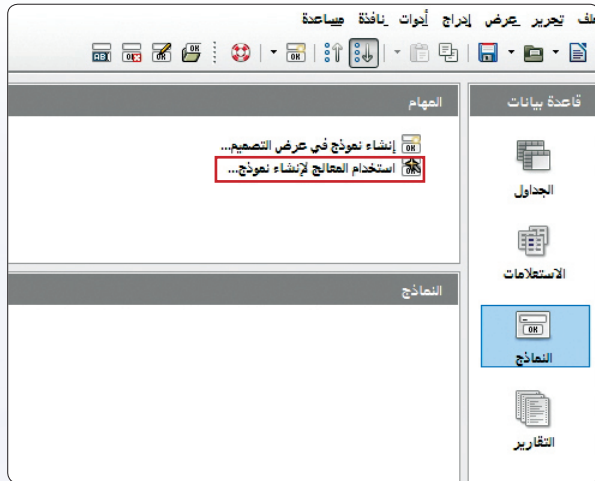 ملف تحرير عرض إدراج أدوات نافذة مساعدة
قاعدة بيانات
الجداول
الاستعلامات
النماذج
التقارير
المهام
إنشاء نموذج في عرض التصميم...
استخدام المعالج لإنشاء نموذج...
النماذج